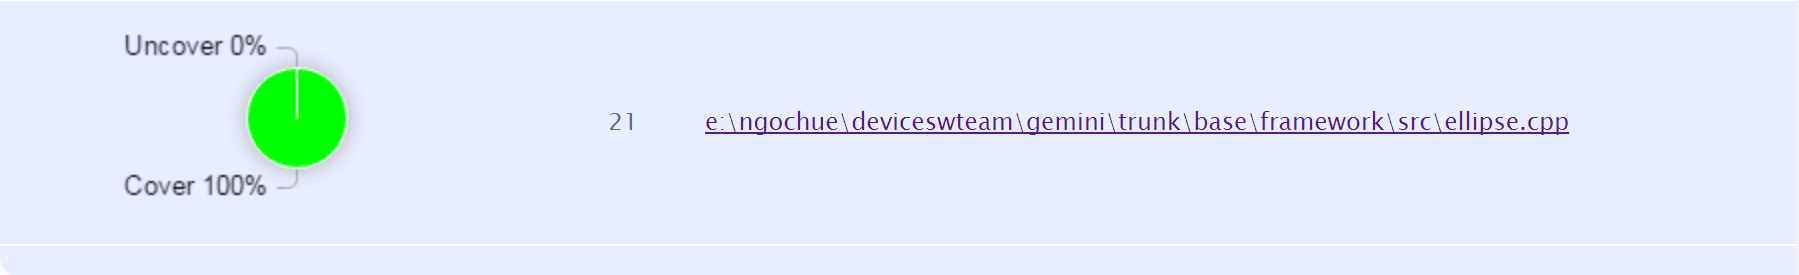 Uncover 0%
21 e:\ngochue\deviceswteam\gemini\trunk\base\framework\src\ellipse.cpp
Cover 100%